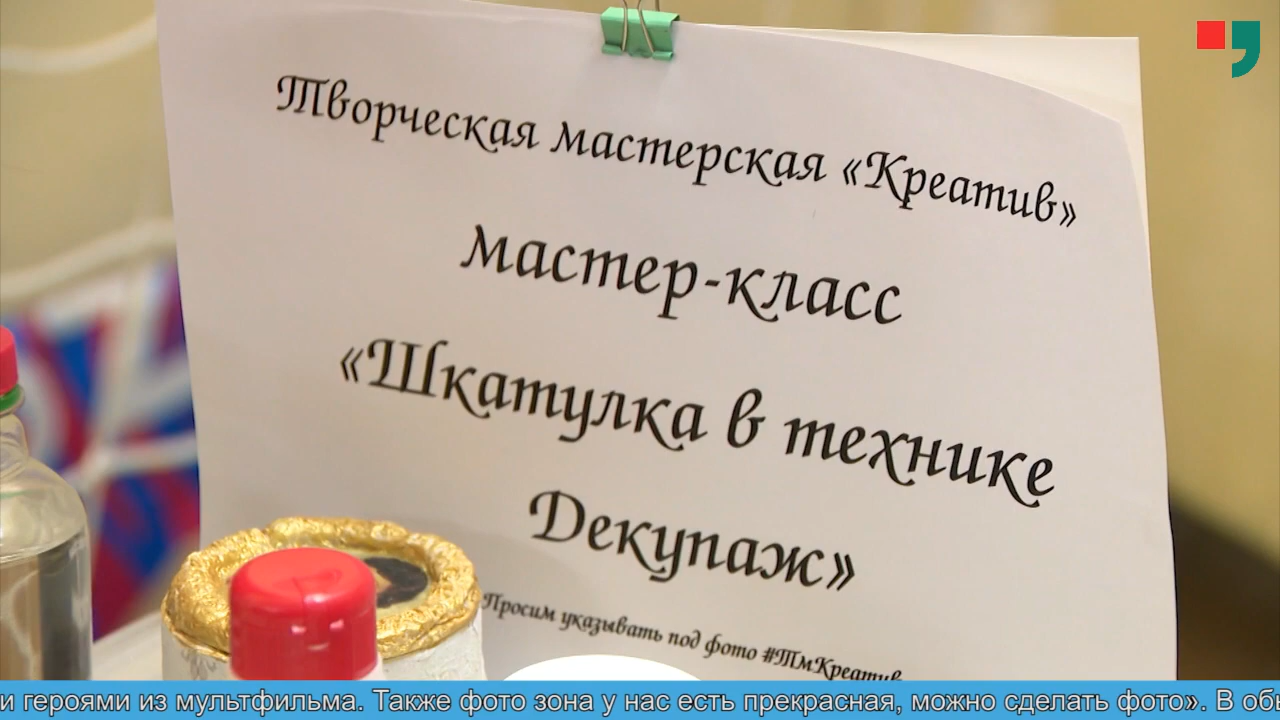 Творческая мастерская «Креатив»
мастер-класс
«Шкатулка в технике
Декупаж»
Просим указывать под фото #ТмКреатив
и героями из мультфильма. Также фото зона у нас есть прекрасная, можно сделать фото». В общ